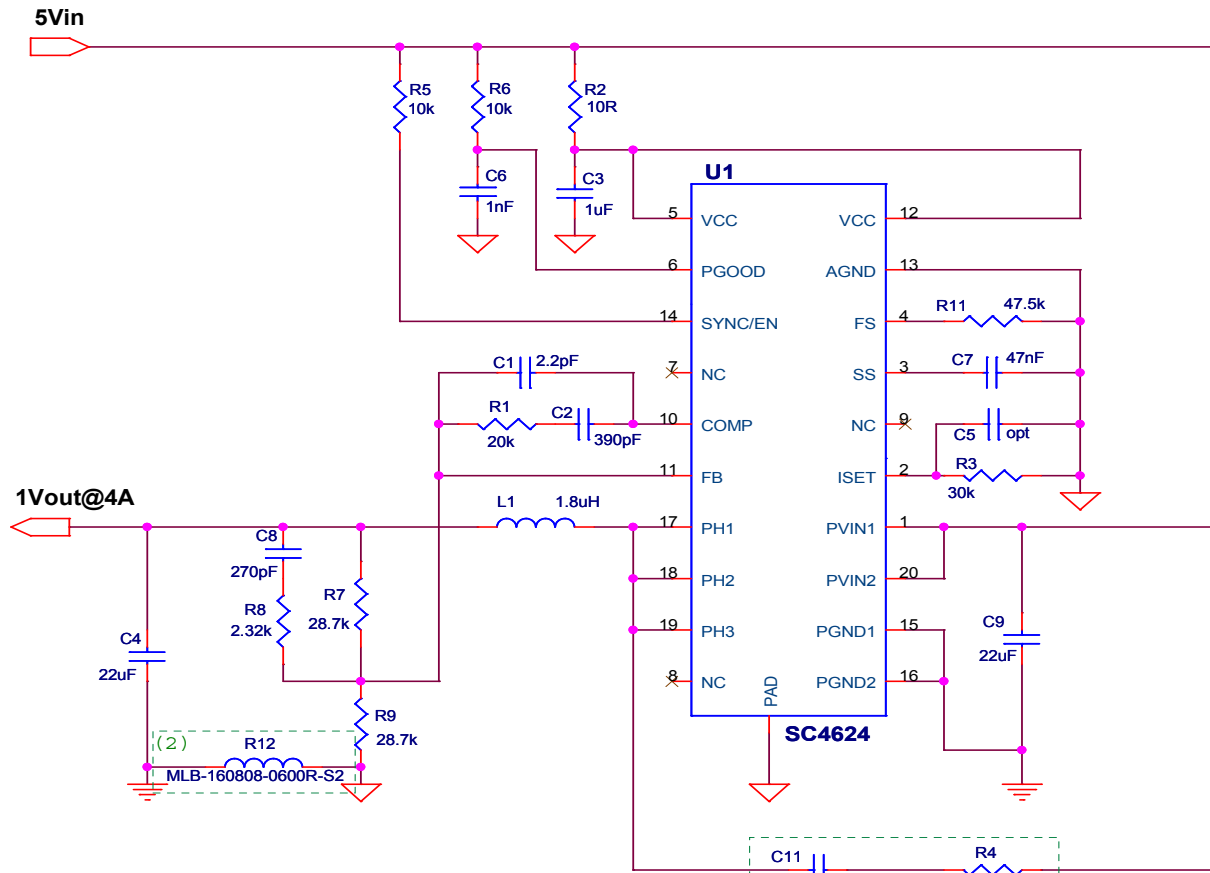 5Vin
R5
10k
R6
10k
R2
10R
C6
1nF
C3
1uF
U1
5
VCC
VCC
12
6
PGOOD
AGND
13
14
SYNC/EN
FS
4
R11
47.5k
7
NC
SS
3
C7
47nF
C1
2.2pF
R1
20k
C2
390pF
10
COMP
NC
9
C5
opt
11
FB
ISET
2
R3
30k
1Vout@4A
L1
1.8uH
17
PH1
PVIN1
1
C8
270pF
18
PH2
PVIN2
20
R8
2.32k
R7
28.7k
19
PH3
PGND1
15
C9
22uF
C4
22uF
8
NC
PAD
PGND2
16
R9
28.7k
SC4624
(2)
R12
MLB-160808-0600R-S2
C11
R4